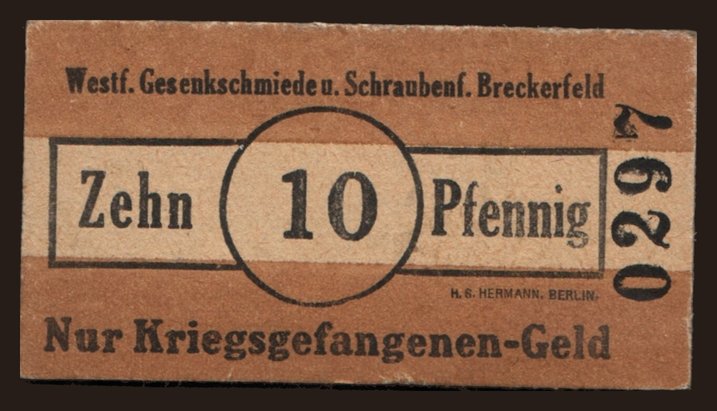 Westf. Gesenkschmiede u. Schraubenf. Breckerfeld
Zehn 10 Pfennig
H. S. HERMANN. BERLIN.
Nur Kriegsgefangenen-Geld
0297